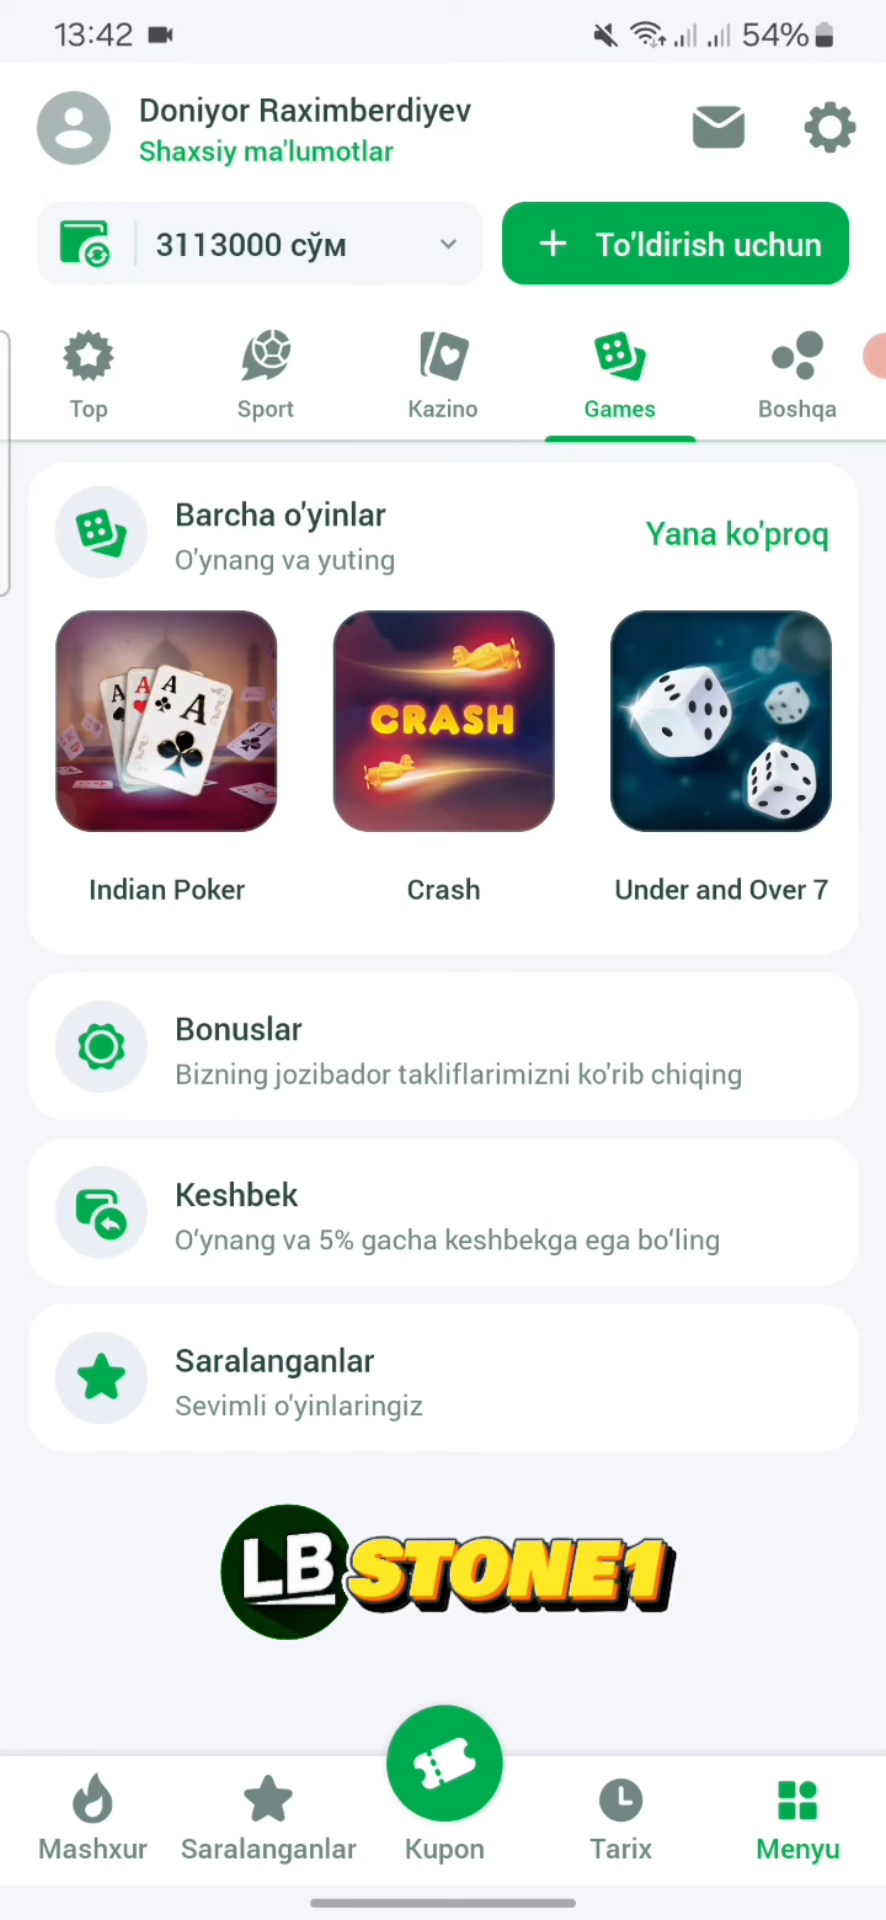 13:42
54%
Doniyor Raximberdiyev
Shaxsiy ma'lumotlar
3113000 сўм
+ To'ldirish uchun
Top
Sport
Kazino
Games
Boshqa
Barcha o'yinlar
O'ynang va yuting
Yana ko'proq
A A A A
CRASH
Indian Poker
Crash
Under and Over 7
Bonuslar
Bizning jozibador takliflarimizni ko'rib chiqing
Keshbek
Oʻynang va 5% gacha keshbekga ega boʻling
Saralanganlar
Sevimli o'yinlaringiz
LB STONE1
Mashxur
Saralanganlar
Kupon
Tarix
Menyu